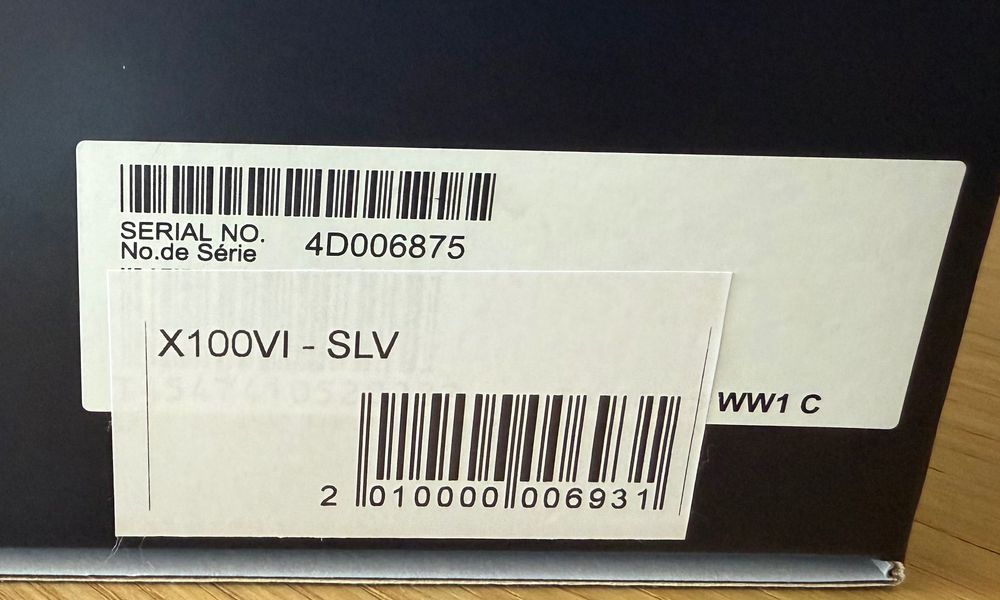 SERIAL NO.
No.de Série
4D006875
X100VI - SLV
WW1 C
2 010000 006931